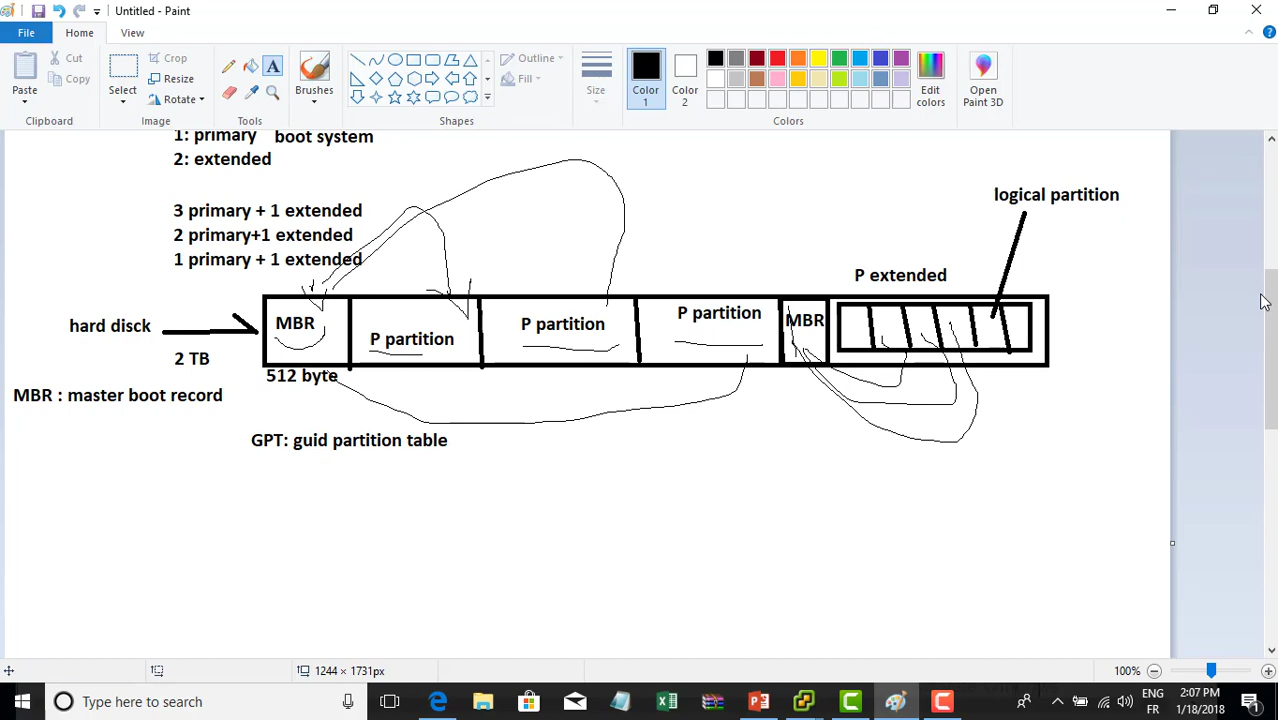 Untitled - Paint
File
Home
View
Paste
Cut
Copy
Clipboard
Select
Crop
Resize
Rotate
Image
A
Tools
Brushes
Shapes
Outline
Fill
Size
Color 1
Color 2
Edit colors
Open Paint 3D
Colors
1: primary boot system
2: extended
3 primary + 1 extended
2 primary+1 extended
1 primary + 1 extended
logical partition
P extended
hard disck
2 TB
MBR
P partition
P partition
P partition
MBR
512 byte
MBR : master boot record
GPT: guid partition table
1244 × 1731px
100%
Type here to search
ENG
FR
2:07 PM
1/18/2018